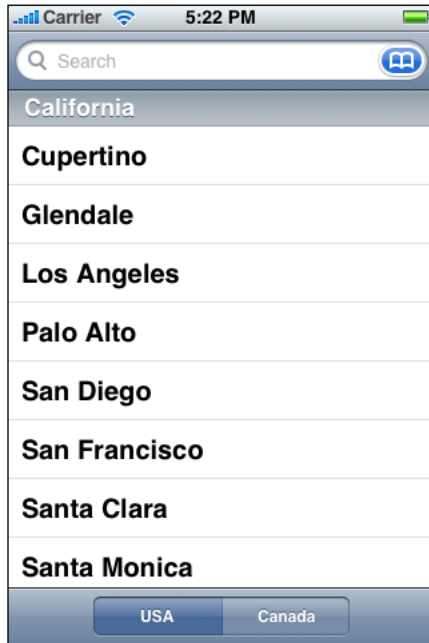 Carrier 5:22 PM
Search
California
Cupertino
Glendale
Los Angeles
Palo Alto
San Diego
San Francisco
Santa Clara
Santa Monica
USA Canada